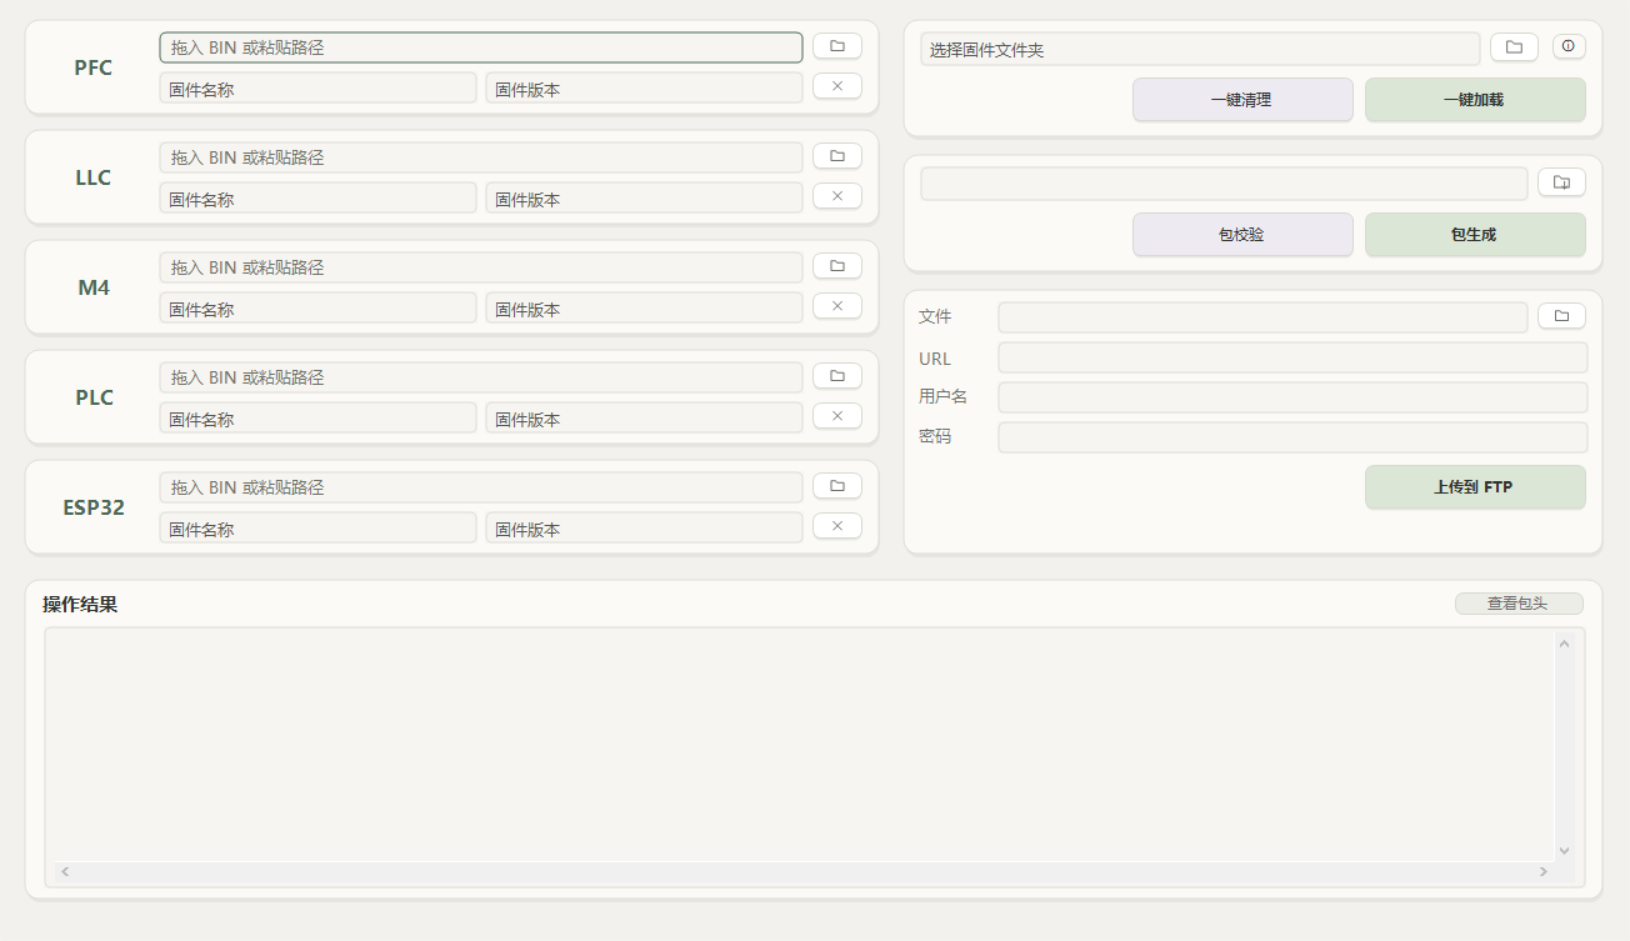 PFC
拖入 BIN 或粘贴路径
固件名称
固件版本
LLC
拖入 BIN 或粘贴路径
固件名称
固件版本
M4
拖入 BIN 或粘贴路径
固件名称
固件版本
PLC
拖入 BIN 或粘贴路径
固件名称
固件版本
ESP32
拖入 BIN 或粘贴路径
固件名称
固件版本
选择固件文件夹
一键清理
一键加载
包校验
包生成
文件
URL
用户名
密码
上传到 FTP
操作结果
查看包头